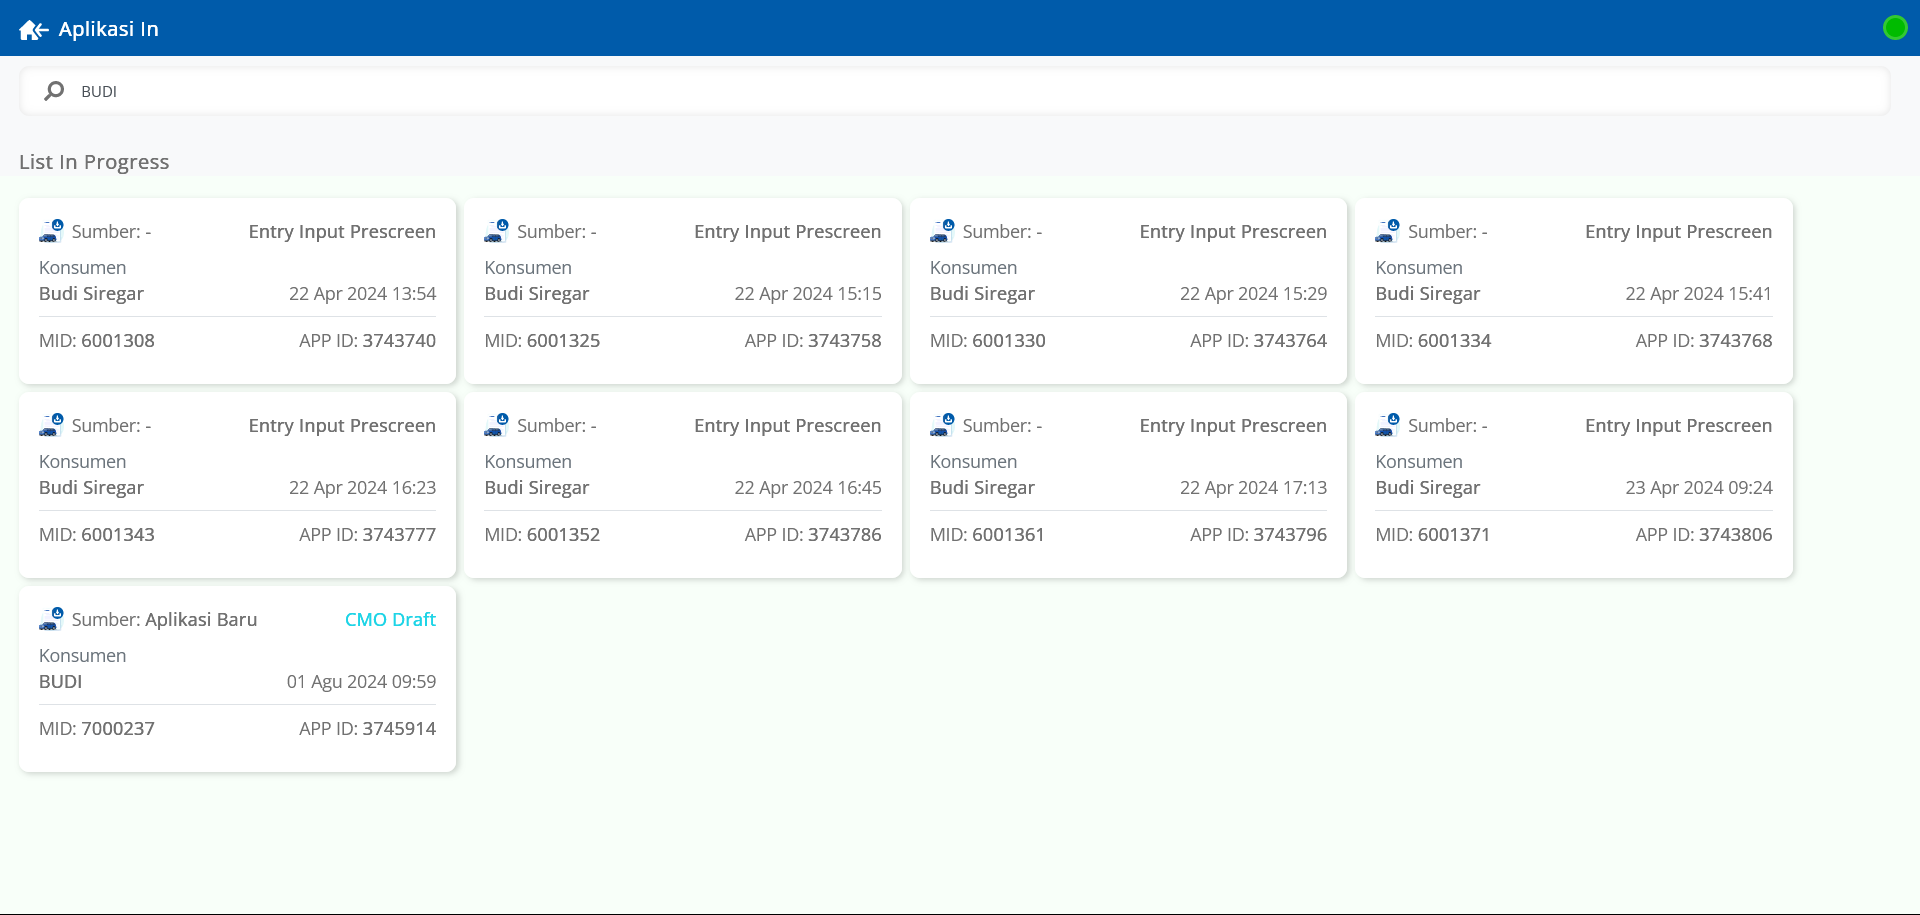 Aplikasi In
BUDI
List In Progress
Sumber: - Entry Input Prescreen
Konsumen
Budi Siregar 22 Apr 2024 13:54
MID: 6001308 APP ID: 3743740
Sumber: - Entry Input Prescreen
Konsumen
Budi Siregar 22 Apr 2024 15:15
MID: 6001325 APP ID: 3743758
Sumber: - Entry Input Prescreen
Konsumen
Budi Siregar 22 Apr 2024 15:29
MID: 6001330 APP ID: 3743764
Sumber: - Entry Input Prescreen
Konsumen
Budi Siregar 22 Apr 2024 15:41
MID: 6001334 APP ID: 3743768
Sumber: - Entry Input Prescreen
Konsumen
Budi Siregar 22 Apr 2024 16:23
MID: 6001343 APP ID: 3743777
Sumber: - Entry Input Prescreen
Konsumen
Budi Siregar 22 Apr 2024 16:45
MID: 6001352 APP ID: 3743786
Sumber: - Entry Input Prescreen
Konsumen
Budi Siregar 22 Apr 2024 17:13
MID: 6001361 APP ID: 3743796
Sumber: - Entry Input Prescreen
Konsumen
Budi Siregar 23 Apr 2024 09:24
MID: 6001371 APP ID: 3743806
Sumber: Aplikasi Baru CMO Draft
Konsumen
BUDI 01 Agu 2024 09:59
MID: 7000237 APP ID: 3745914